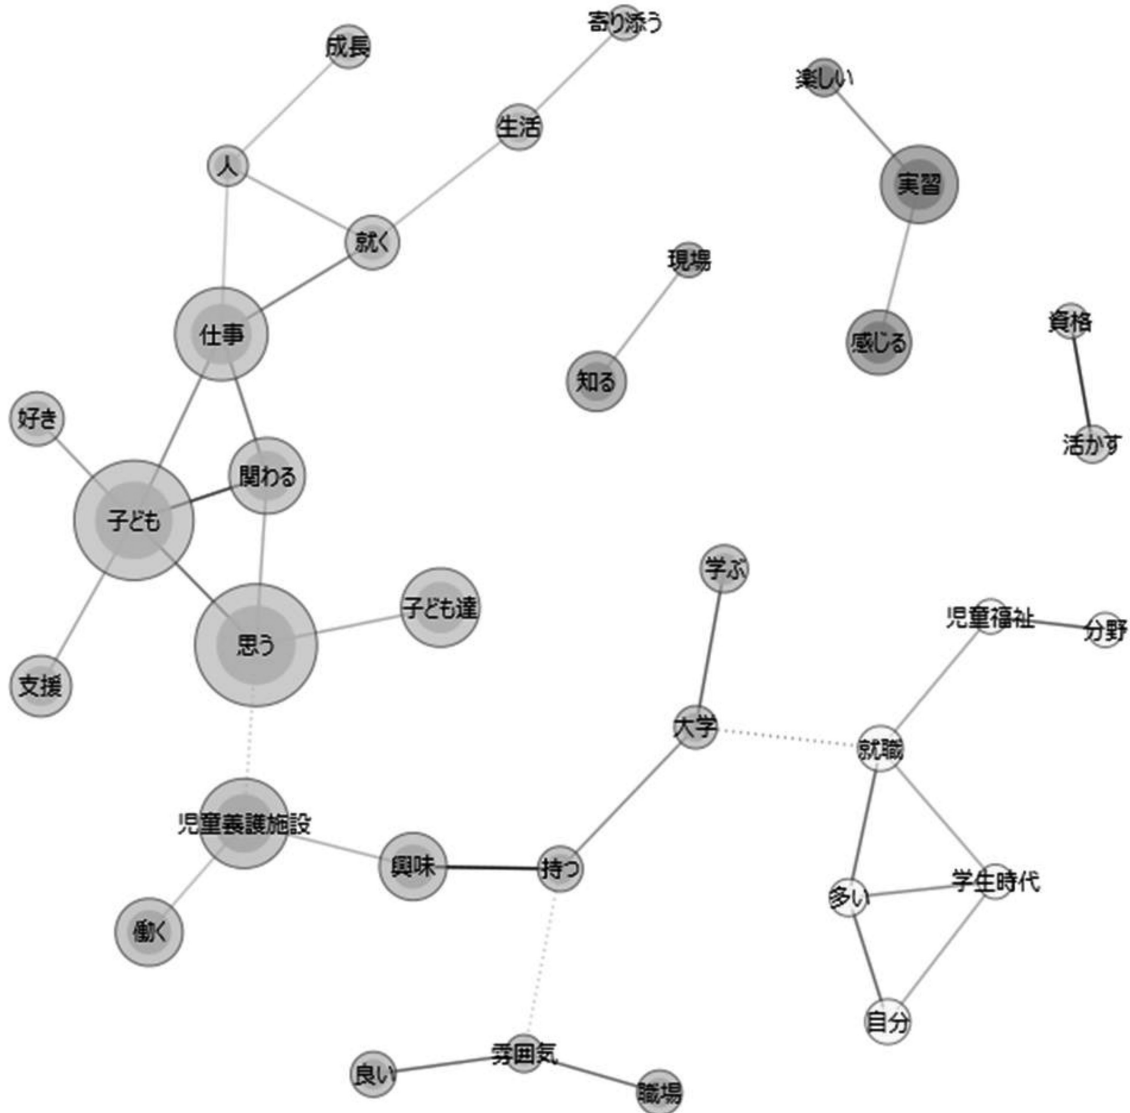 寄り添う
成長
楽しい
生活
人
実習
就く
現場
資格
仕事
感じる
知る
好き
活かす
関わる
子ども
学ぶ
子ども達
児童福祉
分野
思う
支援
大学
就職
児童養護施設
興味
持つ
学生時代
多い
働く
自分
雰囲気
良い
職場